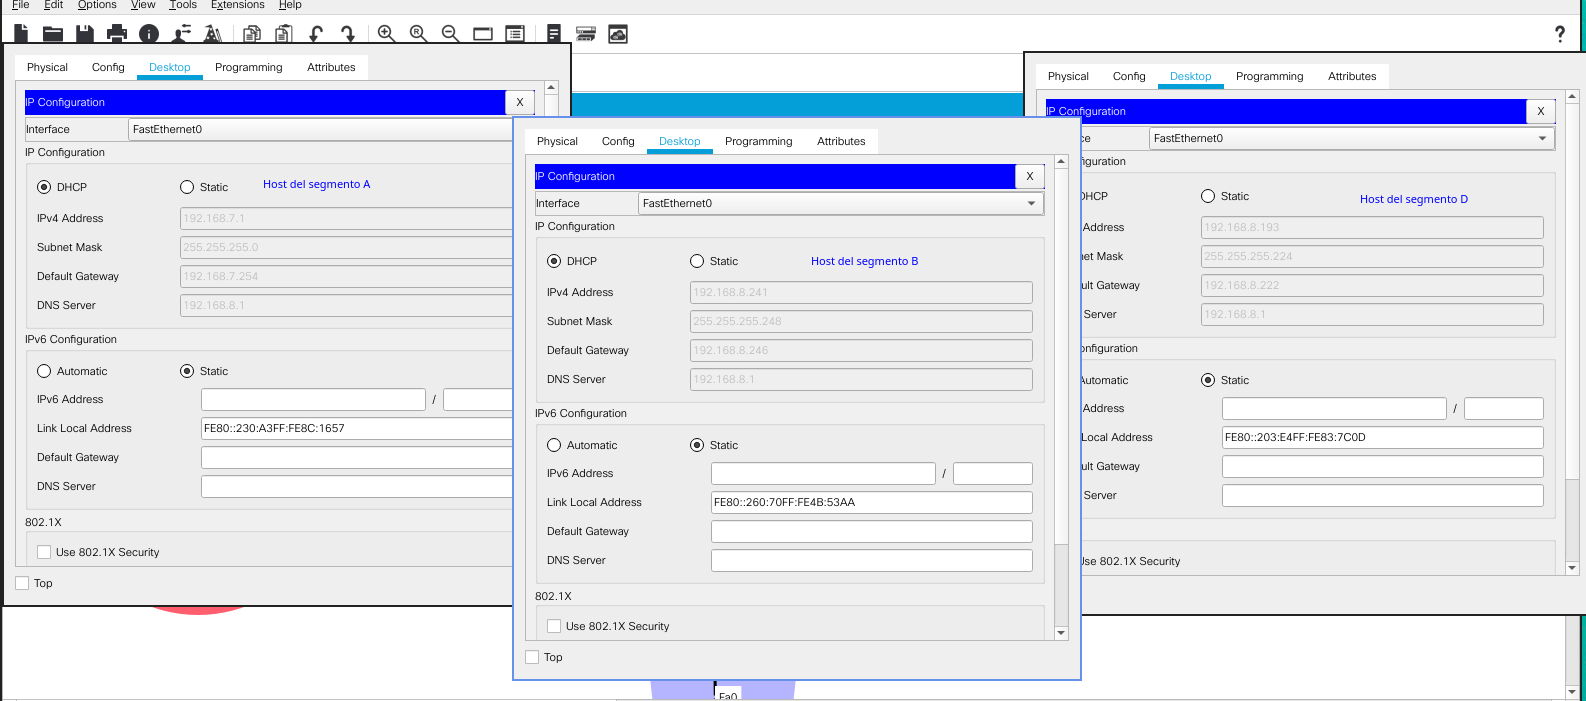 File Edit Options View Tools Extensions Help
?
Physical Config Desktop Programming Attributes
IP Configuration X
Interface FastEthernet0
IP Configuration
DHCP Static Host del segmento A
IPv4 Address 192.168.7.1
Subnet Mask 255.255.255.0
Default Gateway 192.168.7.254
DNS Server 192.168.8.1
IPv6 Configuration
Automatic Static
IPv6 Address /
Link Local Address FE80::230:A3FF:FE8C:1657
Default Gateway
DNS Server
802.1X
Use 802.1X Security
Top
Physical Config Desktop Programming Attributes
IP Configuration X
Interface FastEthernet0
IP Configuration
DHCP Static Host del segmento B
IPv4 Address 192.168.8.241
Subnet Mask 255.255.255.248
Default Gateway 192.168.8.246
DNS Server 192.168.8.1
IPv6 Configuration
Automatic Static
IPv6 Address /
Link Local Address FE80::260:70FF:FE4B:53AA
Default Gateway
DNS Server
802.1X
Use 802.1X Security
Top
Fa0
Physical Config Desktop Programming Attributes
IP Configuration X
ce FastEthernet0
figuration
DHCP Static Host del segmento D
Address 192.168.8.193
net Mask 255.255.255.224
ult Gateway 192.168.8.222
Server 192.168.8.1
onfiguration
Automatic Static
Address /
Local Address FE80::203:E4FF:FE83:7C0D
ult Gateway
Server
Use 802.1X Security